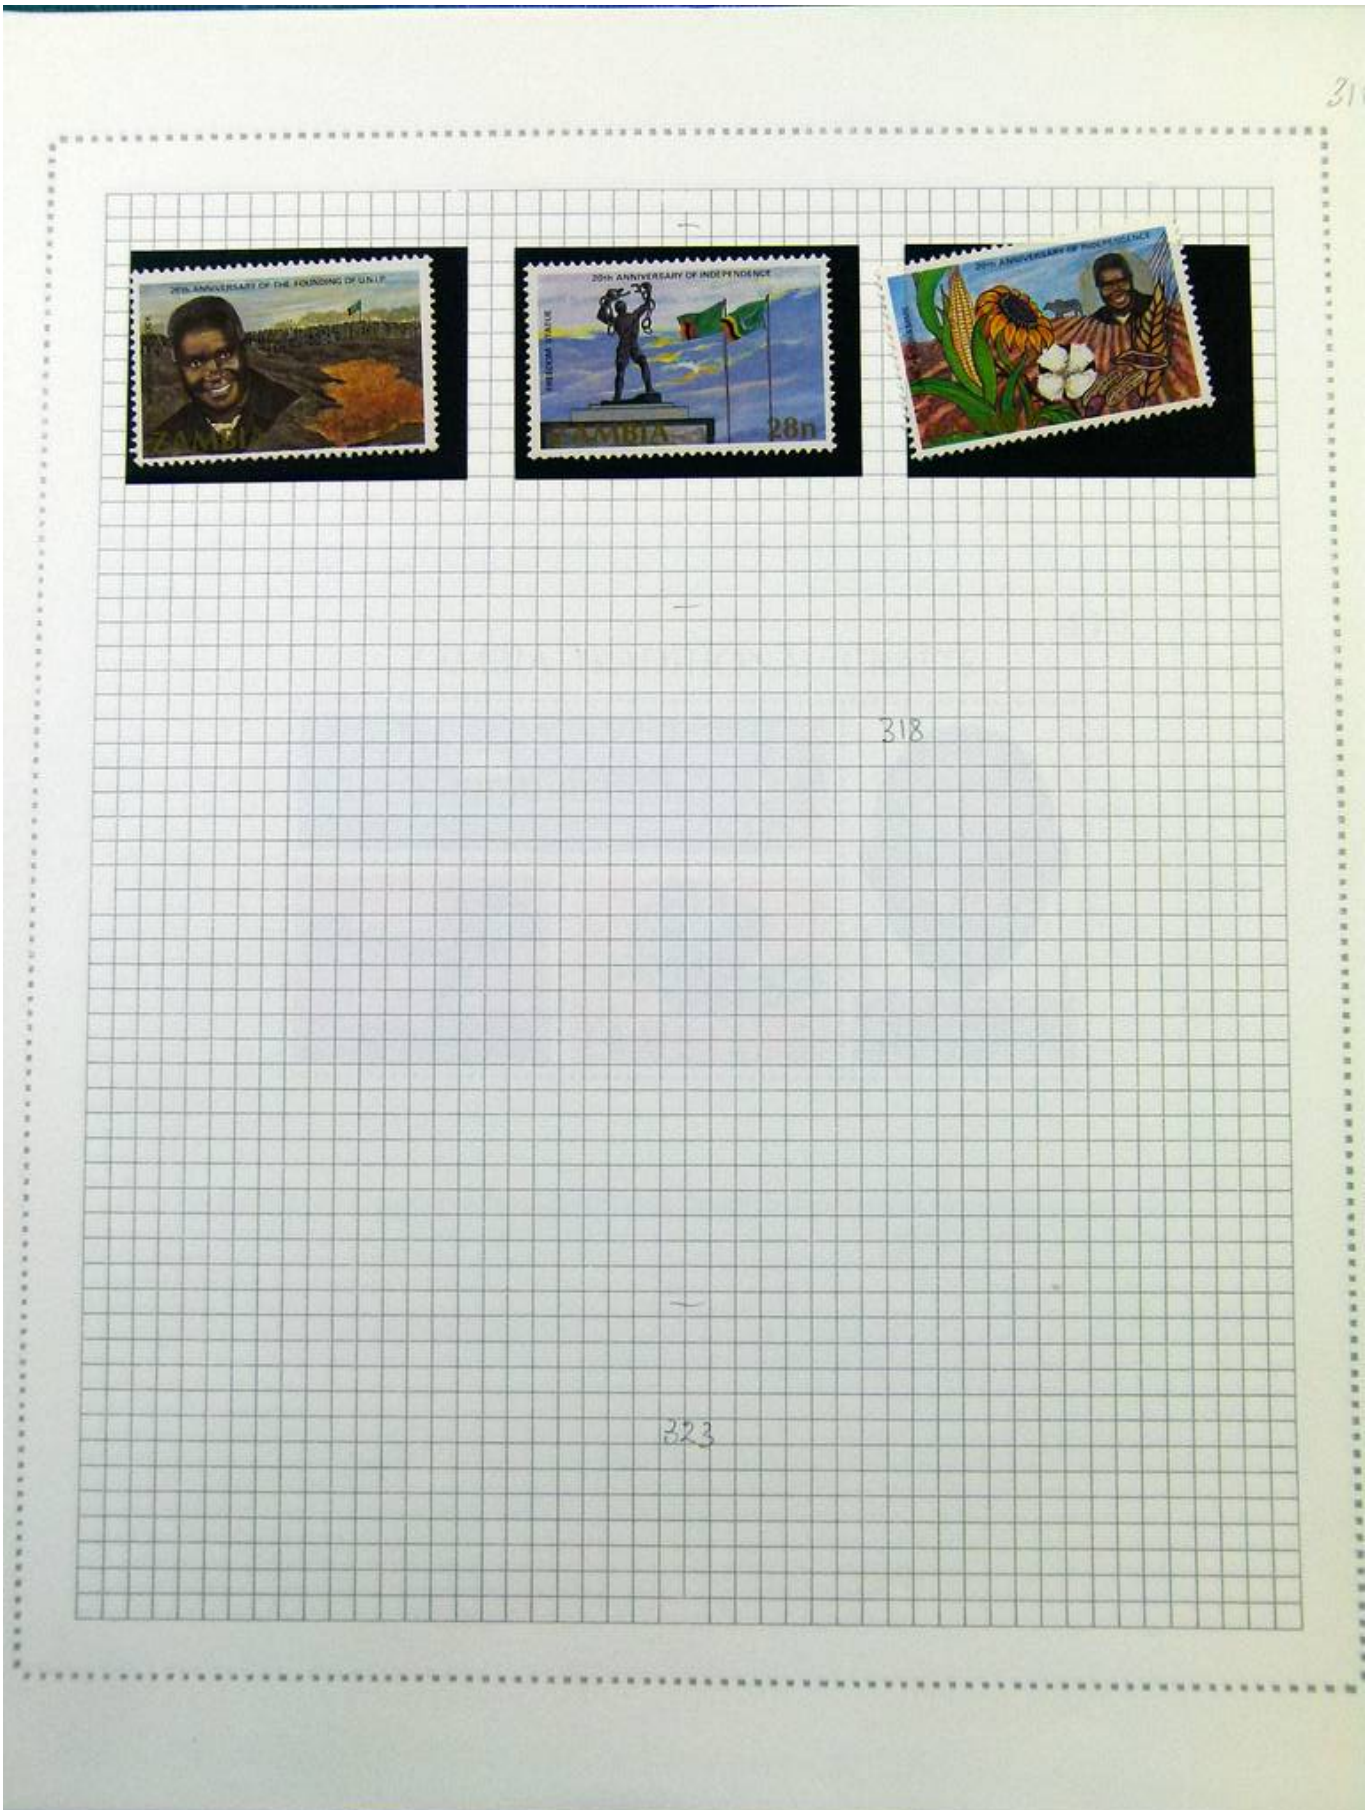 20th ANNIVERSARY OF THE FOUNDING OF U.N.I.P.
ZAMBIA
20th ANNIVERSARY OF INDEPENDENCE
FREEDOM STATUE
ZAMBIA 28n
20th ANNIVERSARY OF INDEPENDENCE
318
323